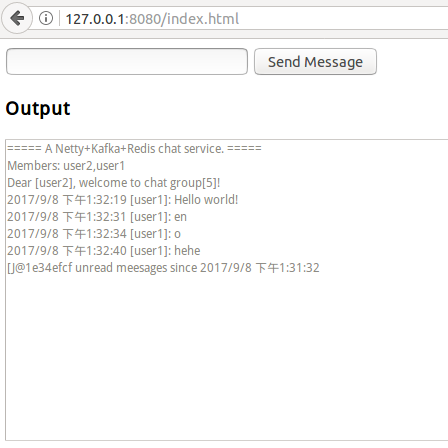 127.0.0.1:8080/index.html
Send Message
Output
===== A Netty+Kafka+Redis chat service. =====
Members: user2,user1
Dear [user2], welcome to chat group[5]!
2017/9/8 下午1:32:19 [user1]: Hello world!
2017/9/8 下午1:32:31 [user1]: en
2017/9/8 下午1:32:34 [user1]: o
2017/9/8 下午1:32:40 [user1]: hehe
[J@1e34efcf unread meesages since 2017/9/8 下午1:31:32